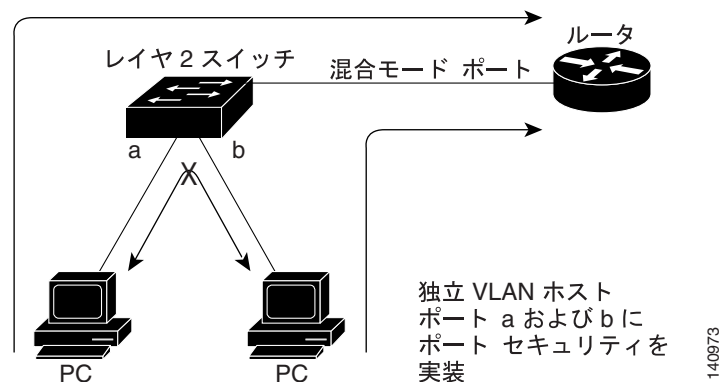 ルータ
レイヤ 2 スイッチ
混合モード ポート
a
b
X
独立 VLAN ホスト
ポート a および b に
ポート セキュリティを
実装
PC
PC
140973